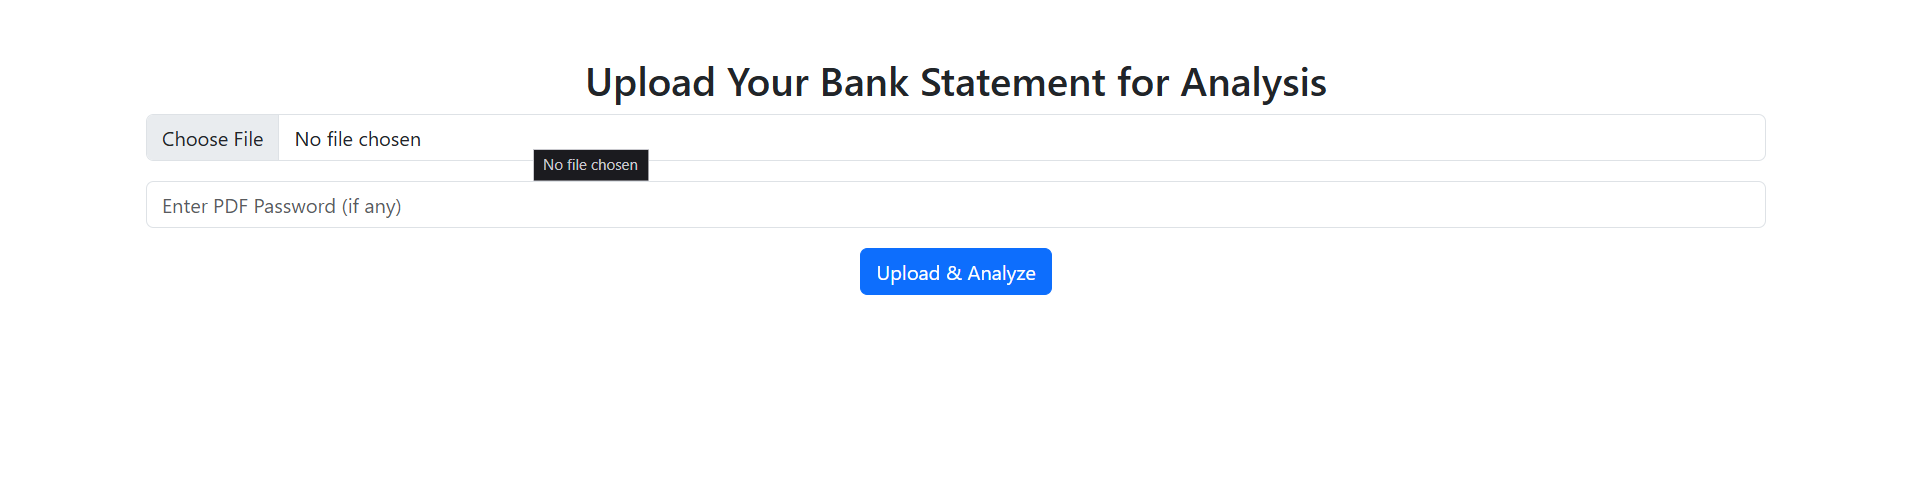 Upload Your Bank Statement for Analysis
Choose File No file chosen
No file chosen
Enter PDF Password (if any)
Upload & Analyze